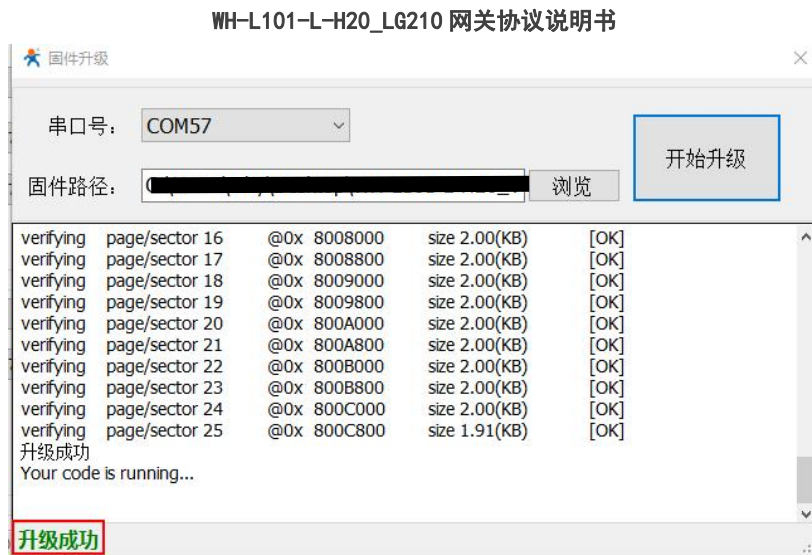 WH-L101-L-H20_LG210 网关协议说明书
固件升级
串口号： COM57
开始升级
固件路径： 浏览
verifying page/sector 16 @0x 8008000 size 2.00(KB) [OK]
verifying page/sector 17 @0x 8008800 size 2.00(KB) [OK]
verifying page/sector 18 @0x 8009000 size 2.00(KB) [OK]
verifying page/sector 19 @0x 8009800 size 2.00(KB) [OK]
verifying page/sector 20 @0x 800A000 size 2.00(KB) [OK]
verifying page/sector 21 @0x 800A800 size 2.00(KB) [OK]
verifying page/sector 22 @0x 800B000 size 2.00(KB) [OK]
verifying page/sector 23 @0x 800B800 size 2.00(KB) [OK]
verifying page/sector 24 @0x 800C000 size 2.00(KB) [OK]
verifying page/sector 25 @0x 800C800 size 1.91(KB) [OK]
升级成功
Your code is running...
升级成功